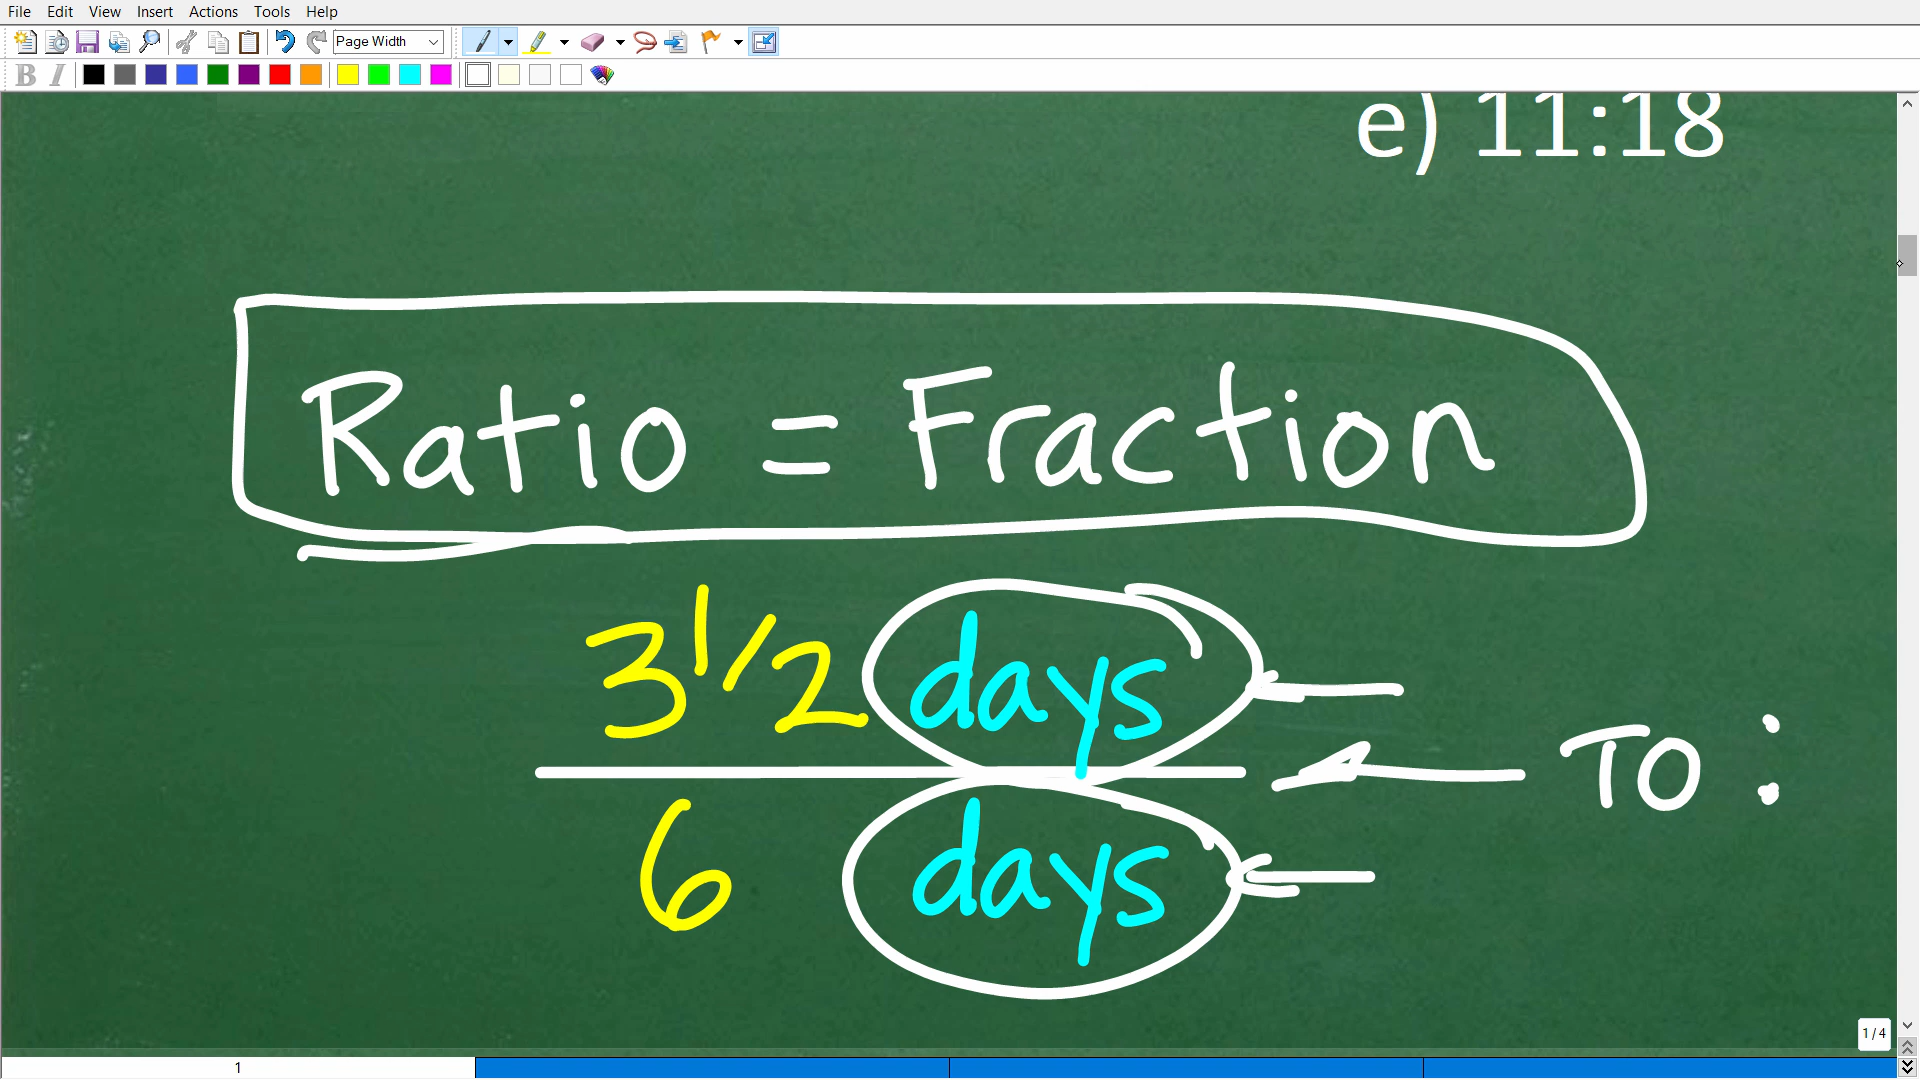 File Edit View Insert Actions Tools Help
Page Width
B I
e) 11:18
Ratio = Fraction
3 1/2 days
TO :
6 days
1 / 4
1